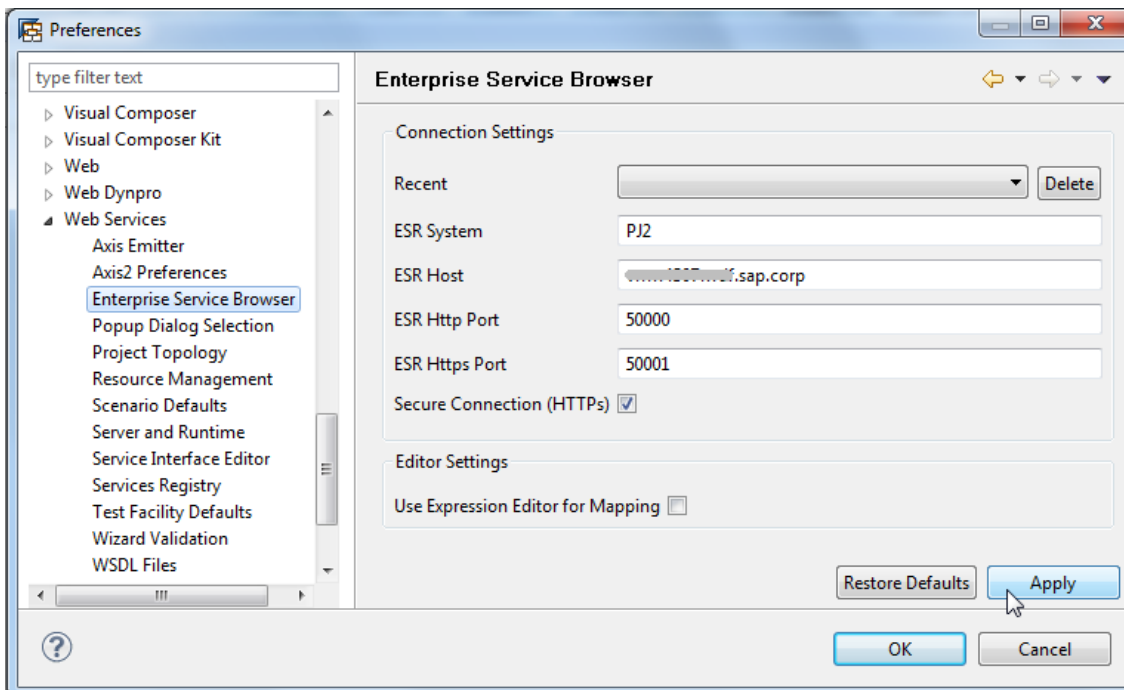 Preferences
type filter text
Visual Composer
Visual Composer Kit
Web
Web Dynpro
Web Services
Axis Emitter
Axis2 Preferences
Enterprise Service Browser
Popup Dialog Selection
Project Topology
Resource Management
Scenario Defaults
Server and Runtime
Service Interface Editor
Services Registry
Test Facility Defaults
Wizard Validation
WSDL Files
Enterprise Service Browser
Connection Settings
Recent Delete
ESR System PJ2
ESR Host .sap.corp
ESR Http Port 50000
ESR Https Port 50001
Secure Connection (HTTPs)
Editor Settings
Use Expression Editor for Mapping
Restore Defaults Apply
OK Cancel